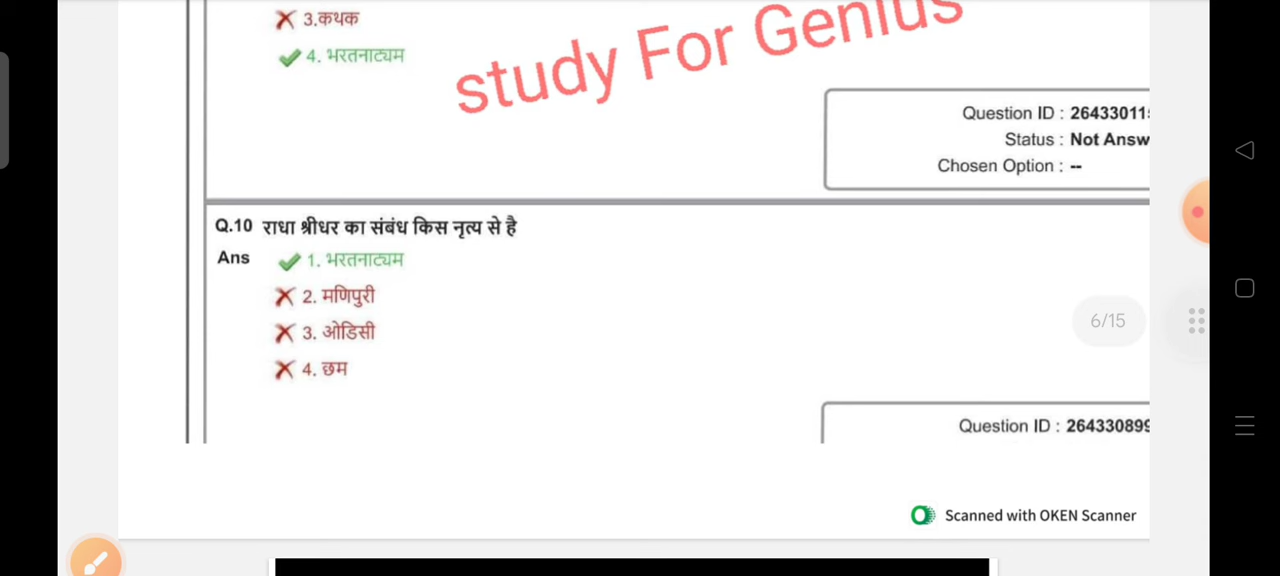 3.कथक
4. भरतनाट्यम
study For Genius
Question ID : 26433011
Status : Not Answ
Chosen Option : --
Q.10 राधा श्रीधर का संबंध किस नृत्य से है
Ans 1. भरतनाट्यम
2. मणिपुरी
3. ओडिसी
4. छम
6/15
Question ID : 264330899
Scanned with OKEN Scanner